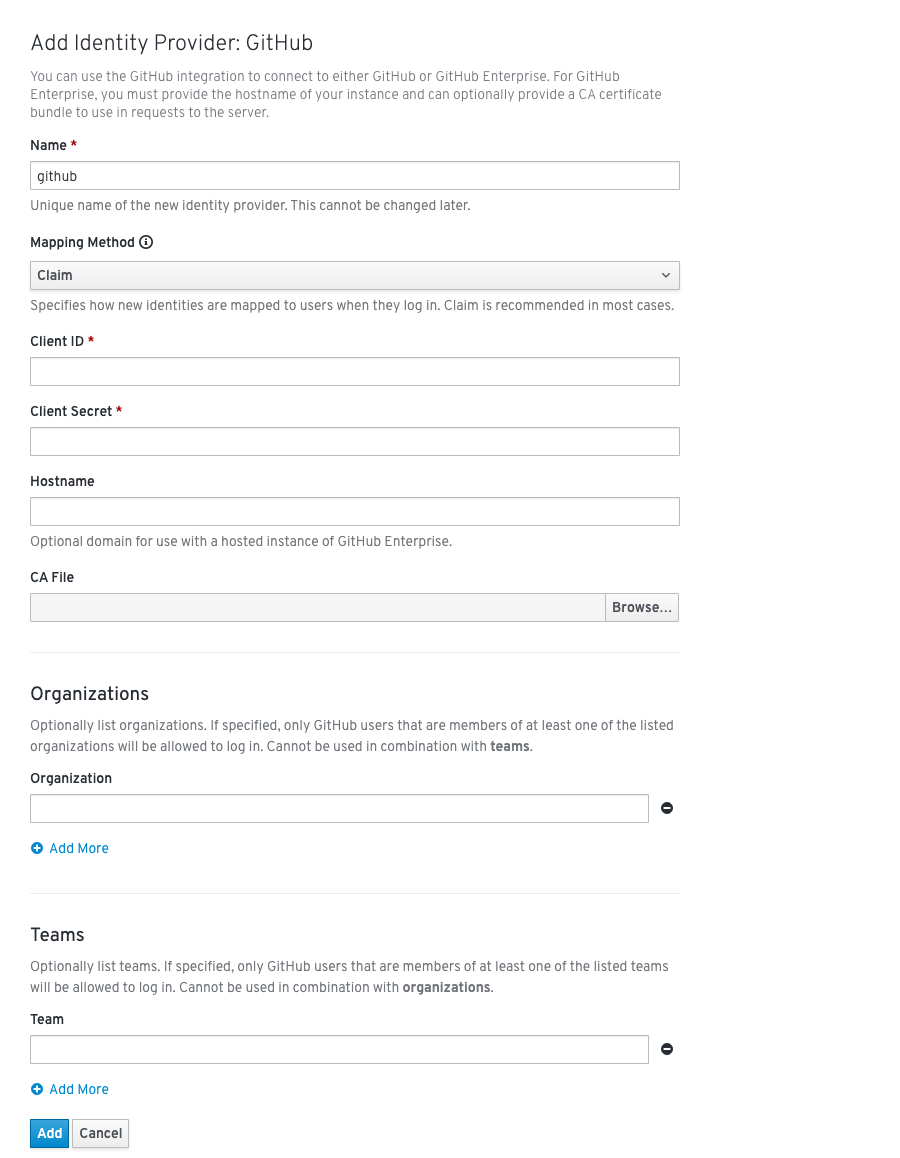 Add Identity Provider: GitHub
You can use the GitHub integration to connect to either GitHub or GitHub Enterprise. For GitHub
Enterprise, you must provide the hostname of your instance and can optionally provide a CA certificate
bundle to use in requests to the server.
Name *
github
Unique name of the new identity provider. This cannot be changed later.
Mapping Method
Claim
Specifies how new identities are mapped to users when they log in. Claim is recommended in most cases.
Client ID *
Client Secret *
Hostname
Optional domain for use with a hosted instance of GitHub Enterprise.
CA File
Browse...
Organizations
Optionally list organizations. If specified, only GitHub users that are members of at least one of the listed
organizations will be allowed to log in. Cannot be used in combination with teams.
Organization
Add More
Teams
Optionally list teams. If specified, only GitHub users that are members of at least one of the listed teams
will be allowed to log in. Cannot be used in combination with organizations.
Team
Add More
Add Cancel